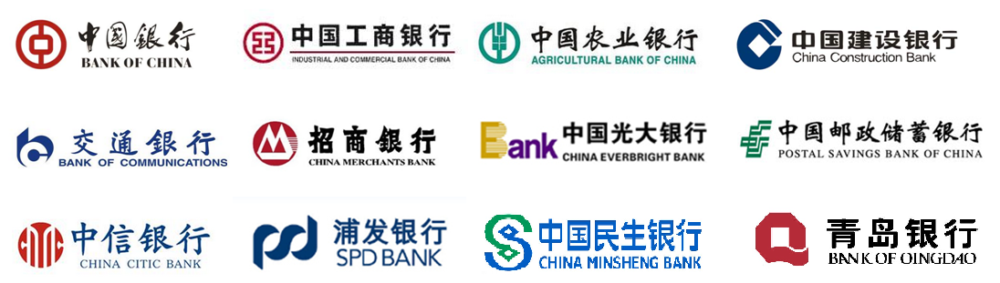 中國銀行
BANK OF CHINA
中国工商银行
INDUSTRIAL AND COMMERCIAL BANK OF CHINA
中国农业银行
AGRICULTURAL BANK OF CHINA
中国建设银行
China Construction Bank
交通銀行
BANK OF COMMUNICATIONS
招商銀行
CHINA MERCHANTS BANK
Bank
中国光大银行
CHINA EVERBRIGHT BANK
中国邮政储蓄银行
POSTAL SAVINGS BANK OF CHINA
中信银行
CHINA CITIC BANK
浦发银行
SPD BANK
中国民生银行
CHINA MINSHENG BANK
青岛银行
BANK OF QINGDAO